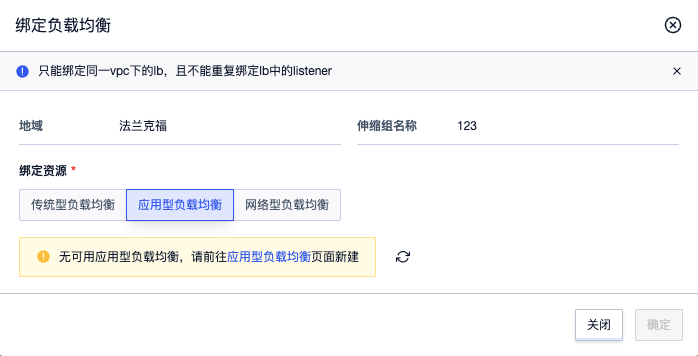 绑定负载均衡
只能绑定同一vpc下的lb，且不能重复绑定lb中的listener
地域 法兰克福 伸缩组名称 123
绑定资源 *
传统型负载均衡 应用型负载均衡 网络型负载均衡
无可用应用型负载均衡，请前往应用型负载均衡页面新建
关闭 确定